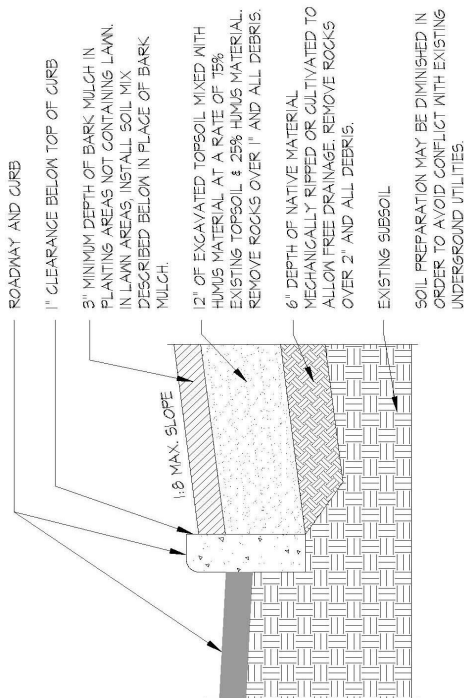 ROADWAY AND CURB
1" CLEARANCE BELOW TOP OF CURB
3" MINIMUM DEPTH OF BARK MULCH IN
PLANTING AREAS NOT CONTAINING LAWN.
IN LAWN AREAS, INSTALL SOIL MIX
DESCRIBED BELOW IN PLACE OF BARK
MULCH.
12" OF EXCAVATED TOPSOIL MIXED WITH
HUMUS MATERIAL AT A RATE OF 75%
EXISTING TOPSOIL & 25% HUMUS MATERIAL.
REMOVE ROCKS OVER 1" AND ALL DEBRIS.
6" DEPTH OF NATIVE MATERIAL
MECHANICALLY RIPPED OR CULTIVATED TO
ALLOW FREE DRAINAGE. REMOVE ROCKS
OVER 2" AND ALL DEBRIS.
EXISTING SUBSOIL
SOIL PREPARATION MAY BE DIMINISHED IN
ORDER TO AVOID CONFLICT WITH EXISTING
UNDERGROUND UTILITIES.
1:8 MAX. SLOPE